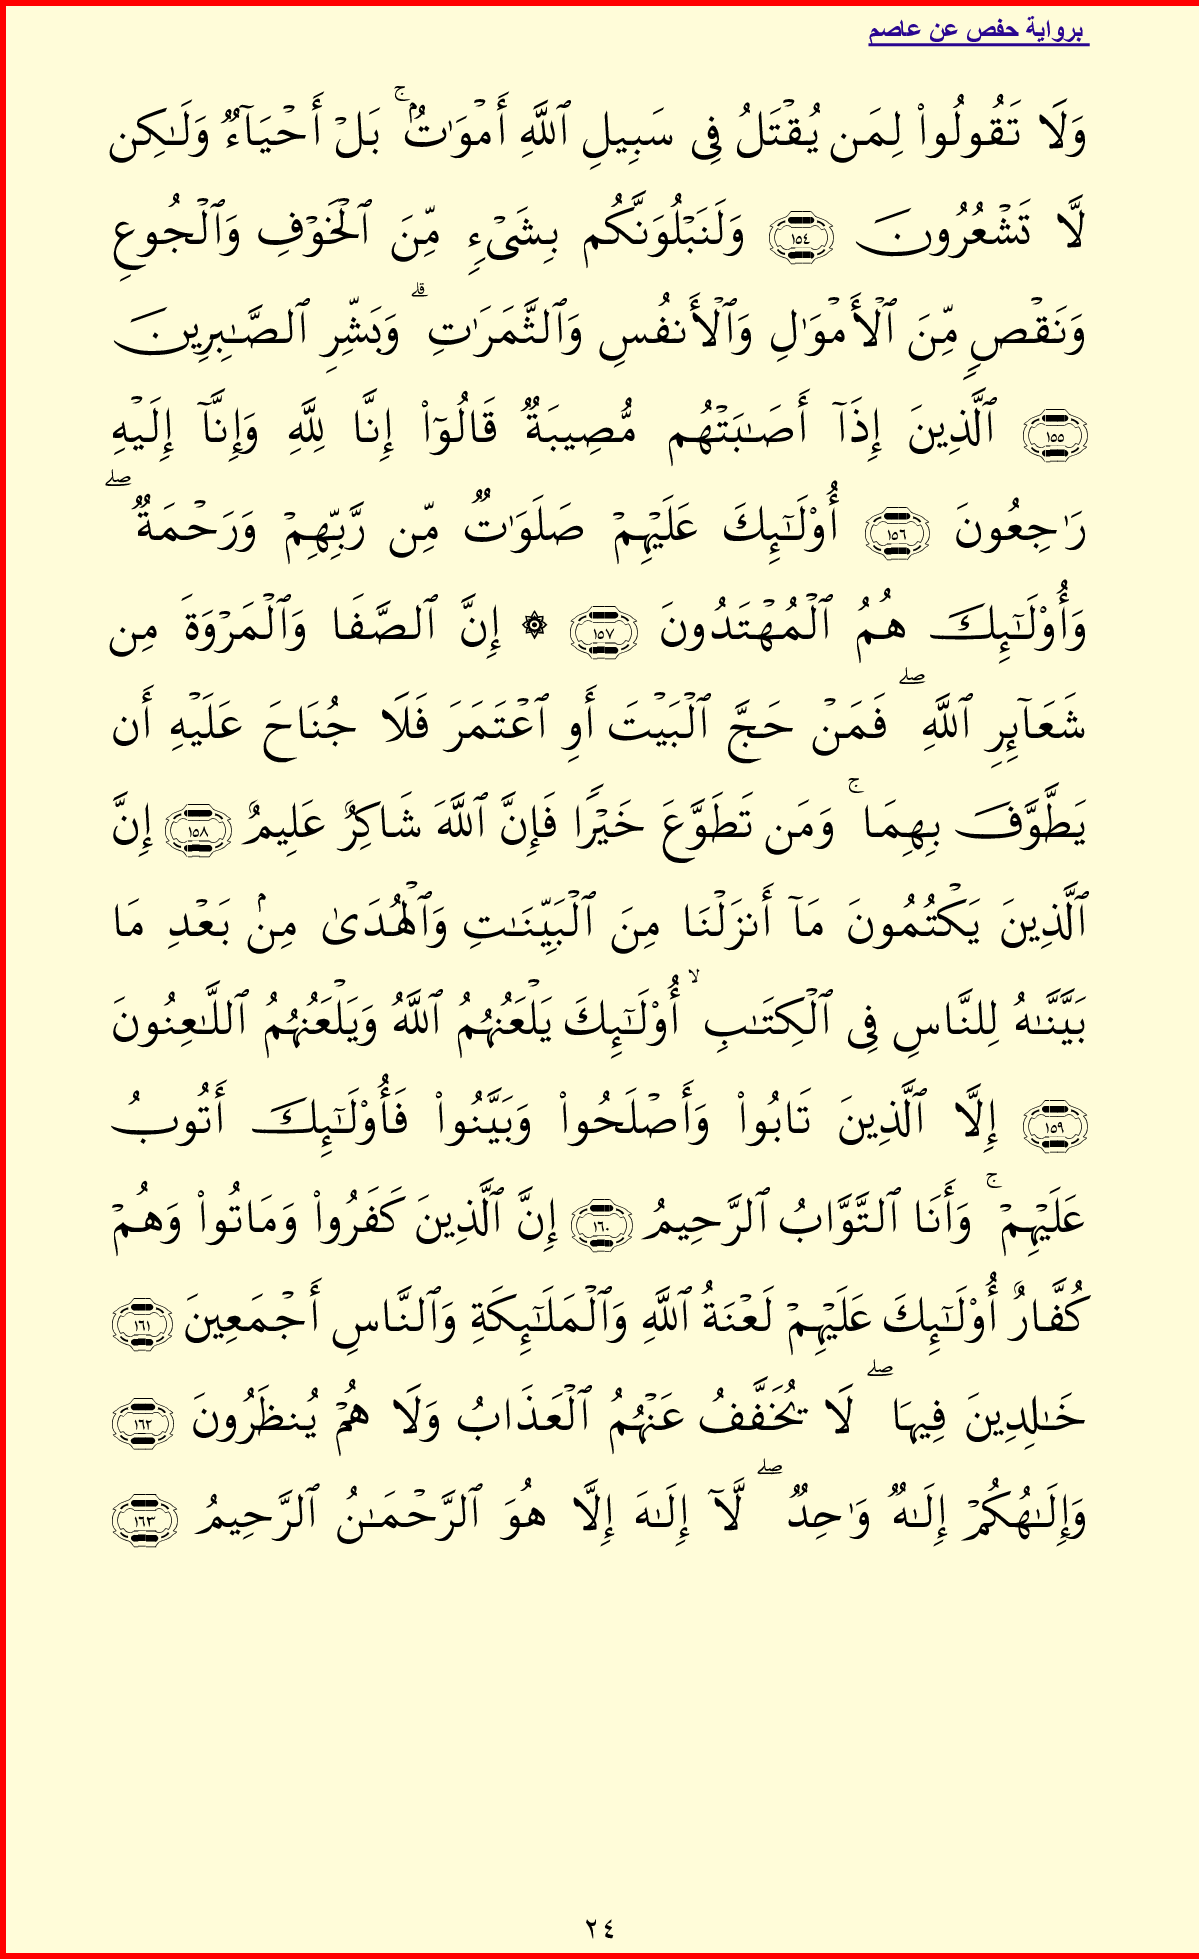 برواية حفص عن عاصم
وَلَا تَقُولُوا۟ لِمَن يُقْتَلُ فِى سَبِيلِ ٱللَّهِ أَمْوَٰتٌۢ ۚ بَلْ أَحْيَآءٌ وَلَـٰكِن
لَّا تَشْعُرُونَ ١٥٤ وَلَنَبْلُوَنَّكُم بِشَىْءٍ مِّنَ ٱلْخَوْفِ وَٱلْجُوعِ
وَنَقْصٍ مِّنَ ٱلْأَمْوَٰلِ وَٱلْأَنفُسِ وَٱلثَّمَرَٰتِ ۗ وَبَشِّرِ ٱلصَّـٰبِرِينَ
١٥٥ ٱلَّذِينَ إِذَآ أَصَـٰبَتْهُم مُّصِيبَةٌ قَالُوٓا۟ إِنَّا لِلَّهِ وَإِنَّآ إِلَيْهِ
رَٰجِعُونَ ١٥٦ أُو۟لَـٰٓئِكَ عَلَيْهِمْ صَلَوَٰتٌ مِّن رَّبِّهِمْ وَرَحْمَةٌ ۖ
وَأُو۟لَـٰٓئِكَ هُمُ ٱلْمُهْتَدُونَ ١٥٧ ۞ إِنَّ ٱلصَّفَا وَٱلْمَرْوَةَ مِن
شَعَآئِرِ ٱللَّهِ ۖ فَمَنْ حَجَّ ٱلْبَيْتَ أَوِ ٱعْتَمَرَ فَلَا جُنَاحَ عَلَيْهِ أَن
يَطَّوَّفَ بِهِمَا ۚ وَمَن تَطَوَّعَ خَيْرًا فَإِنَّ ٱللَّهَ شَاكِرٌ عَلِيمٌ ١٥٨ إِنَّ
ٱلَّذِينَ يَكْتُمُونَ مَآ أَنزَلْنَا مِنَ ٱلْبَيِّنَـٰتِ وَٱلْهُدَىٰ مِنۢ بَعْدِ مَا
بَيَّنَّـٰهُ لِلنَّاسِ فِى ٱلْكِتَـٰبِ ۙ أُو۟لَـٰٓئِكَ يَلْعَنُهُمُ ٱللَّهُ وَيَلْعَنُهُمُ ٱللَّـٰعِنُونَ
١٥٩ إِلَّا ٱلَّذِينَ تَابُوا۟ وَأَصْلَحُوا۟ وَبَيَّنُوا۟ فَأُو۟لَـٰٓئِكَ أَتُوبُ
عَلَيْهِمْ ۚ وَأَنَا ٱلتَّوَّابُ ٱلرَّحِيمُ ١٦٠ إِنَّ ٱلَّذِينَ كَفَرُوا۟ وَمَاتُوا۟ وَهُمْ
كُفَّارٌ أُو۟لَـٰٓئِكَ عَلَيْهِمْ لَعْنَةُ ٱللَّهِ وَٱلْمَلَـٰٓئِكَةِ وَٱلنَّاسِ أَجْمَعِينَ ١٦١
خَـٰلِدِينَ فِيهَا ۖ لَا يُخَفَّفُ عَنْهُمُ ٱلْعَذَابُ وَلَا هُمْ يُنظَرُونَ ١٦٢
وَإِلَـٰهُكُمْ إِلَـٰهٌ وَٰحِدٌ ۖ لَّآ إِلَـٰهَ إِلَّا هُوَ ٱلرَّحْمَـٰنُ ٱلرَّحِيمُ ١٦٣
٢٤